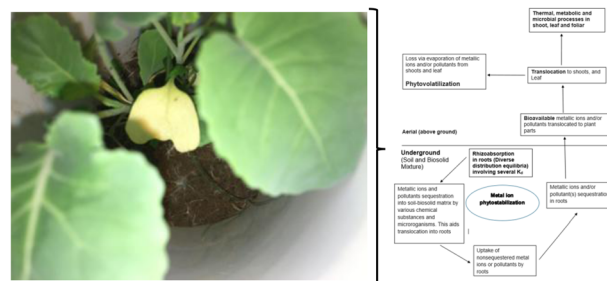 Thermal, metabolic and
microbial processes in
shoot, leaf and foliar
Loss via evaporation of metallic
ions and/or pollutants from
shoots and leaf
Phytovolatilization
Translocation to shoots, and
Leaf
Bioavailable metallic ions and/or
pollutants translocated to plant
parts
Aerial (above ground)
Underground
(Soil and Biosolid
Mixture)
Rhizoabsorption
in roots (Diverse
distribution equilibria)
involving several Kd
Metallic ions and
pollutants sequestration
into soil-biosolid matrix by
various chemical
substances and
microorganisms. This aids
translocation into roots
Metal ion
phytostabilization
Metallic ions and/or
pollutant(s) sequestration
in roots
Uptake of
nonsequestered metal
ions or pollutants by
roots